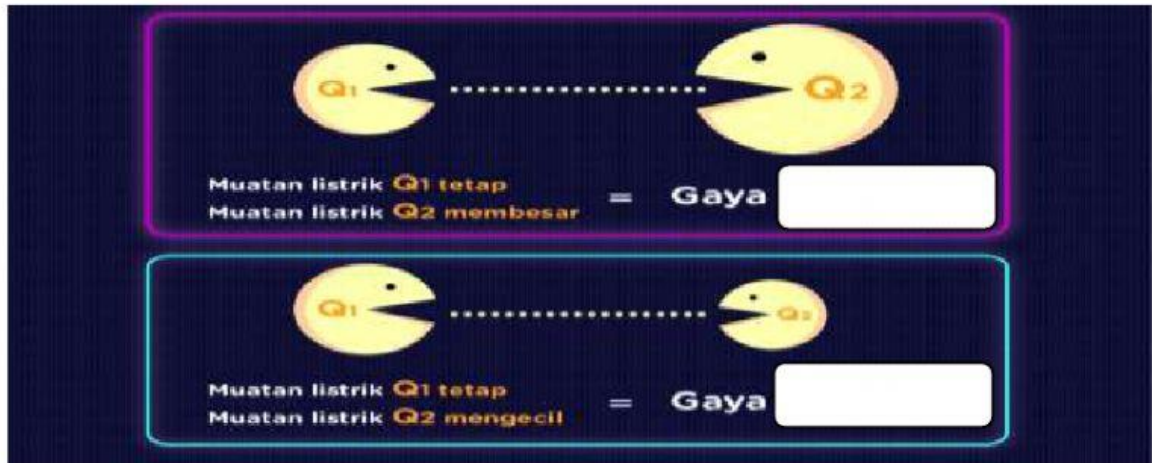 Q1
Q2
Muatan listrik Q1 tetap
Muatan listrik Q2 membesar
= Gaya
Q1
Q2
Muatan listrik Q1 tetap
Muatan listrik Q2 mengecil
= Gaya